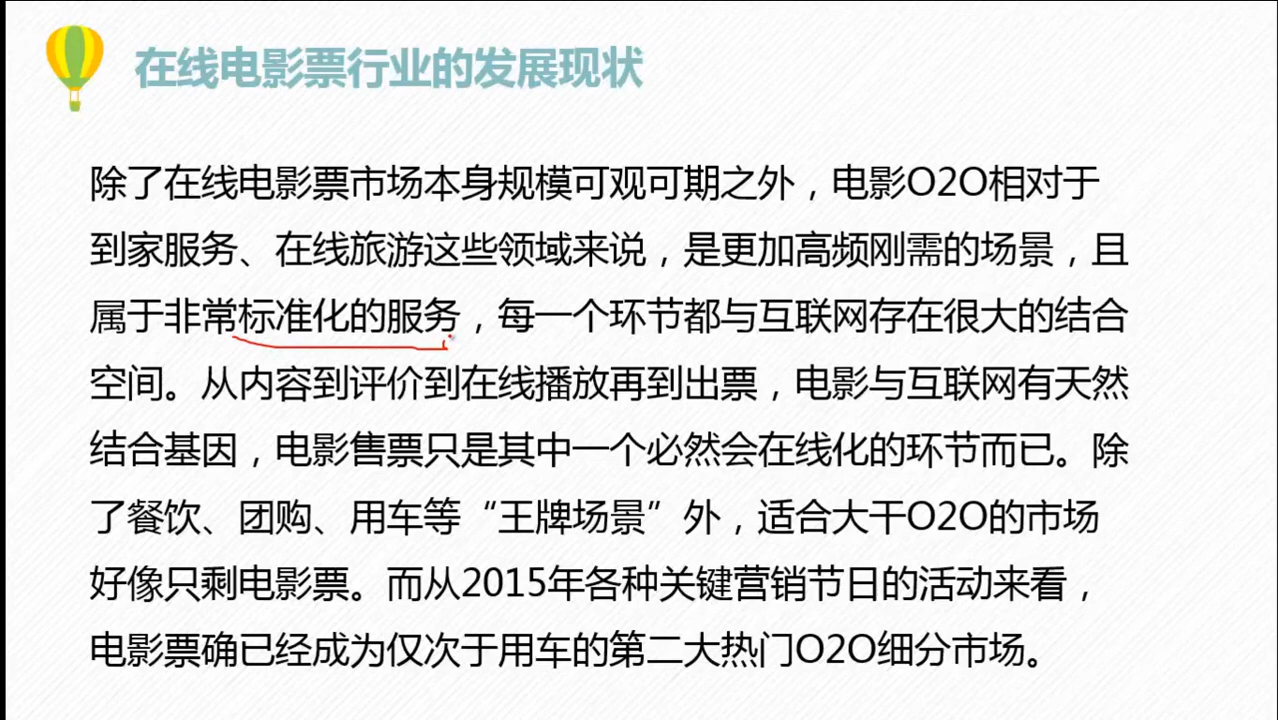 在线电影票行业的发展现状
除了在线电影票市场本身规模可观可期之外，电影O2O相对于
到家服务、在线旅游这些领域来说，是更加高频刚需的场景，且
属于非常标准化的服务，每一个环节都与互联网存在很大的结合
空间。从内容到评价到在线播放再到出票，电影与互联网有天然
结合基因，电影售票只是其中一个必然会在线化的环节而已。除
了餐饮、团购、用车等“王牌场景”外，适合大干O2O的市场
好像只剩电影票。而从2015年各种关键营销节日的活动来看，
电影票确已经成为仅次于用车的第二大热门O2O细分市场。